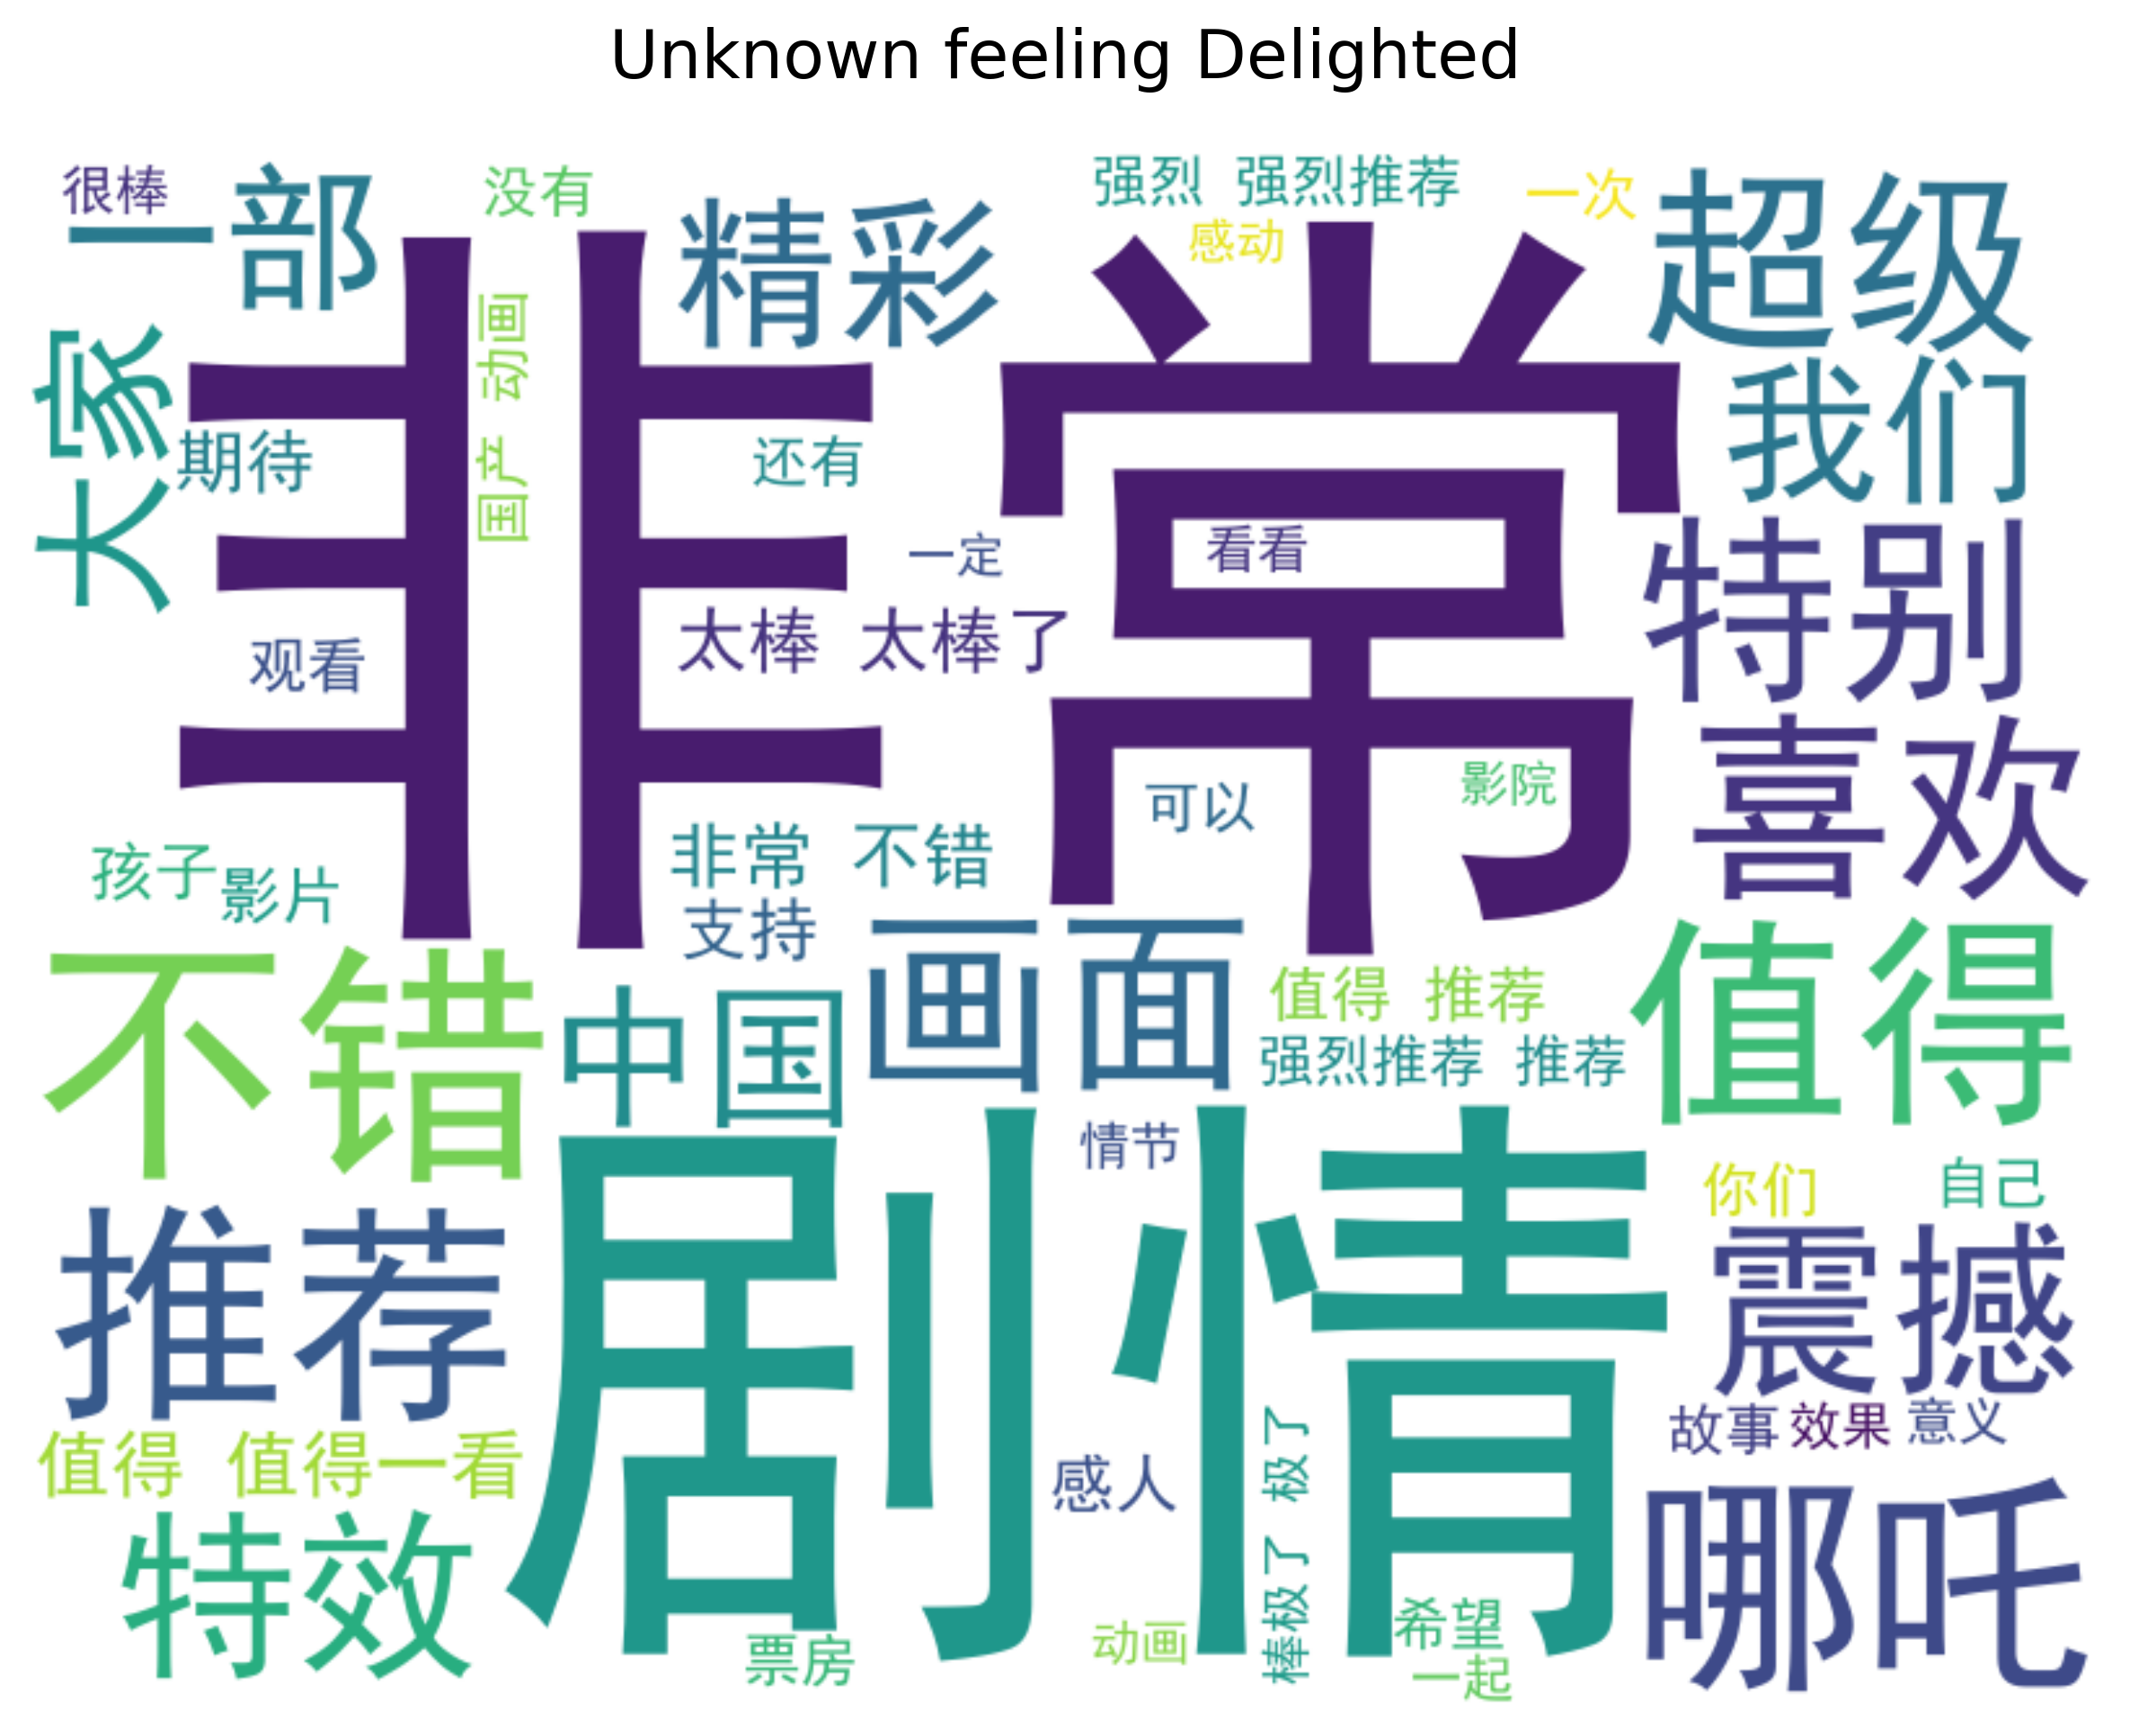 Unknown feeling Delighted
很棒
一部
没有
精彩
强烈 强烈推荐
感动
一次
超级
我们
大家
期待
国产 动画
还有
非常
一定
看看
特别
观看
太棒 太棒了
喜欢
可以
影院
孩子
影片
非常 不错
支持
不错
中国
画面
值得 推荐
强烈推荐 推荐
值得
推荐
剧情
情节
你们
自己
震撼
故事
效果
意义
值得 值得一看
感人
棒极了 极了
特效
票房
动画
希望
一起
哪吒